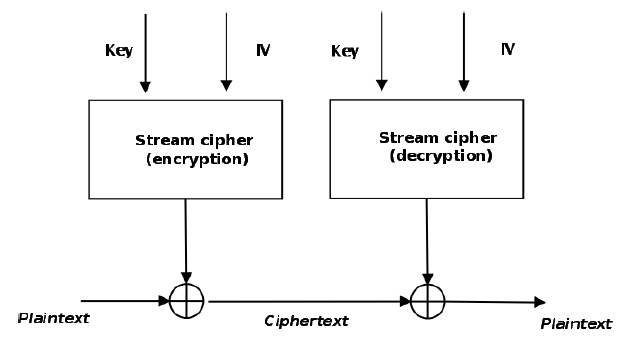 Key
IV
Key
IV
Stream cipher
(encryption)
Stream cipher
(decryption)
Plaintext
Ciphertext
Plaintext